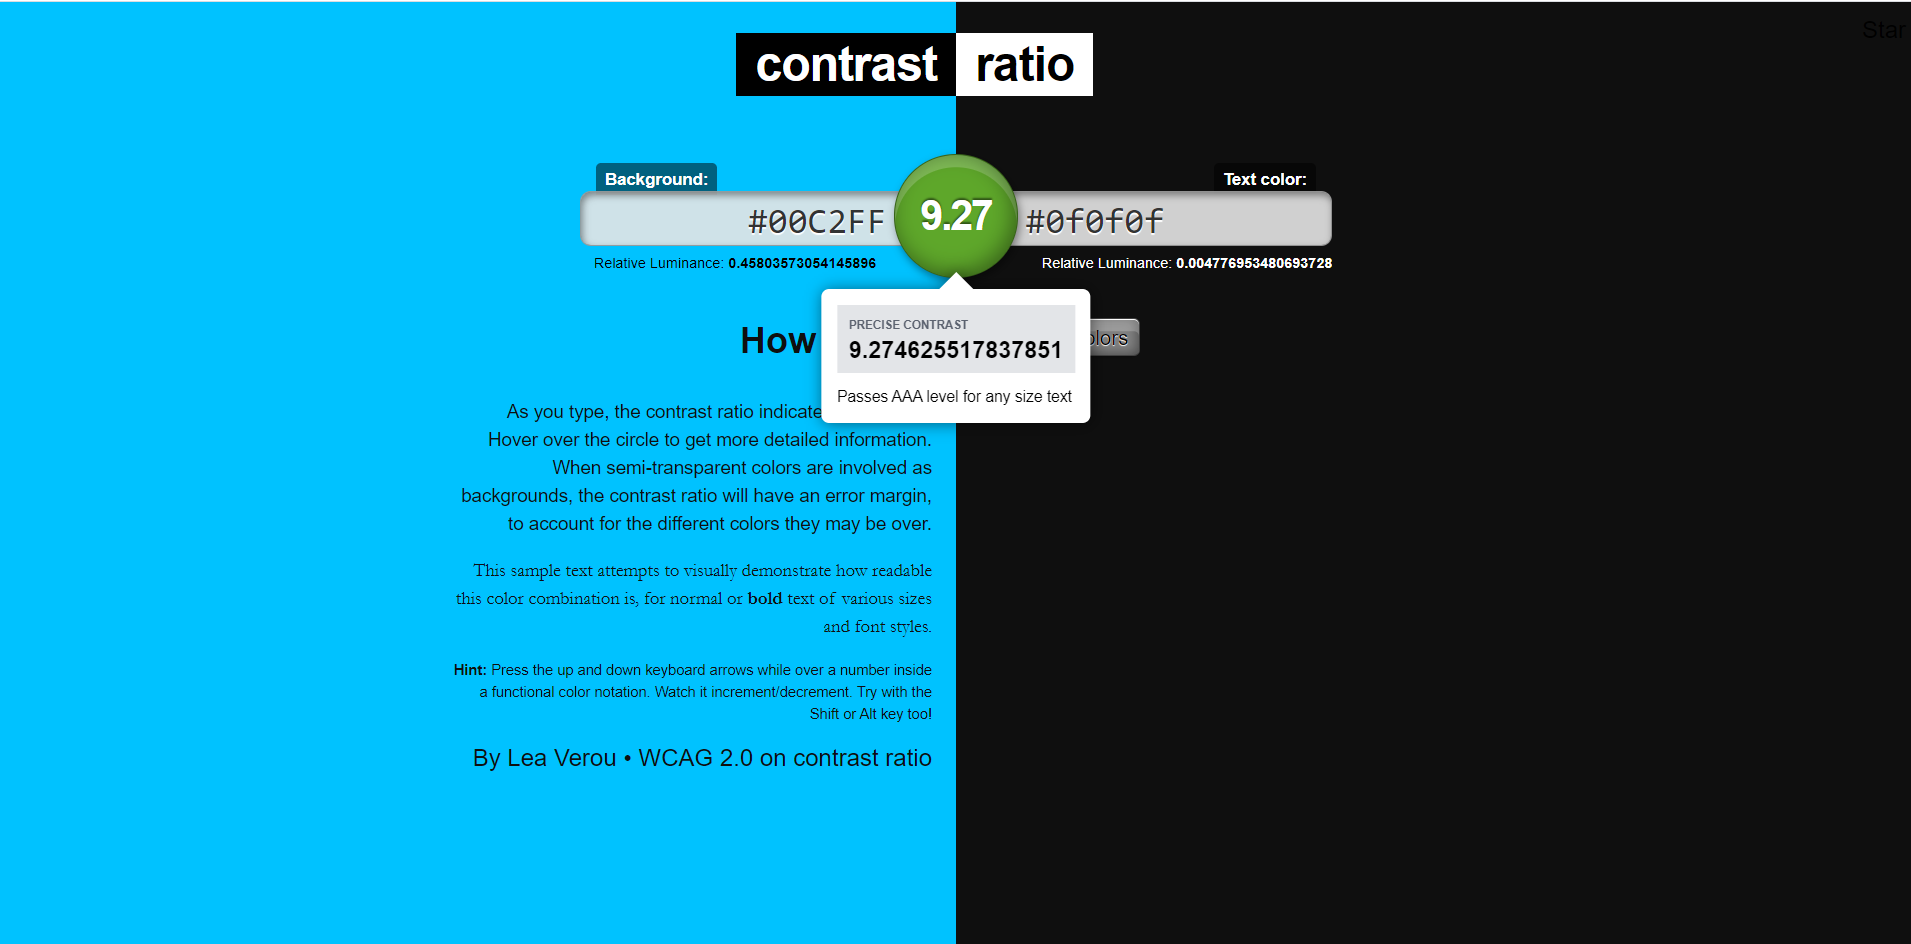 Star
contrast ratio
Background:
Text color:
#00C2FF
9.27
#0f0f0f
Relative Luminance: 0.45803573054145896
Relative Luminance: 0.004776953480693728
PRECISE CONTRAST
9.274625517837851
Passes AAA level for any size text
How
olors
As you type, the contrast ratio indicate
Hover over the circle to get more detailed information.
When semi-transparent colors are involved as
backgrounds, the contrast ratio will have an error margin,
to account for the different colors they may be over.
This sample text attempts to visually demonstrate how readable
this color combination is, for normal or bold text of various sizes
and font styles.
Hint: Press the up and down keyboard arrows while over a number inside
a functional color notation. Watch it increment/decrement. Try with the
Shift or Alt key too!
By Lea Verou • WCAG 2.0 on contrast ratio